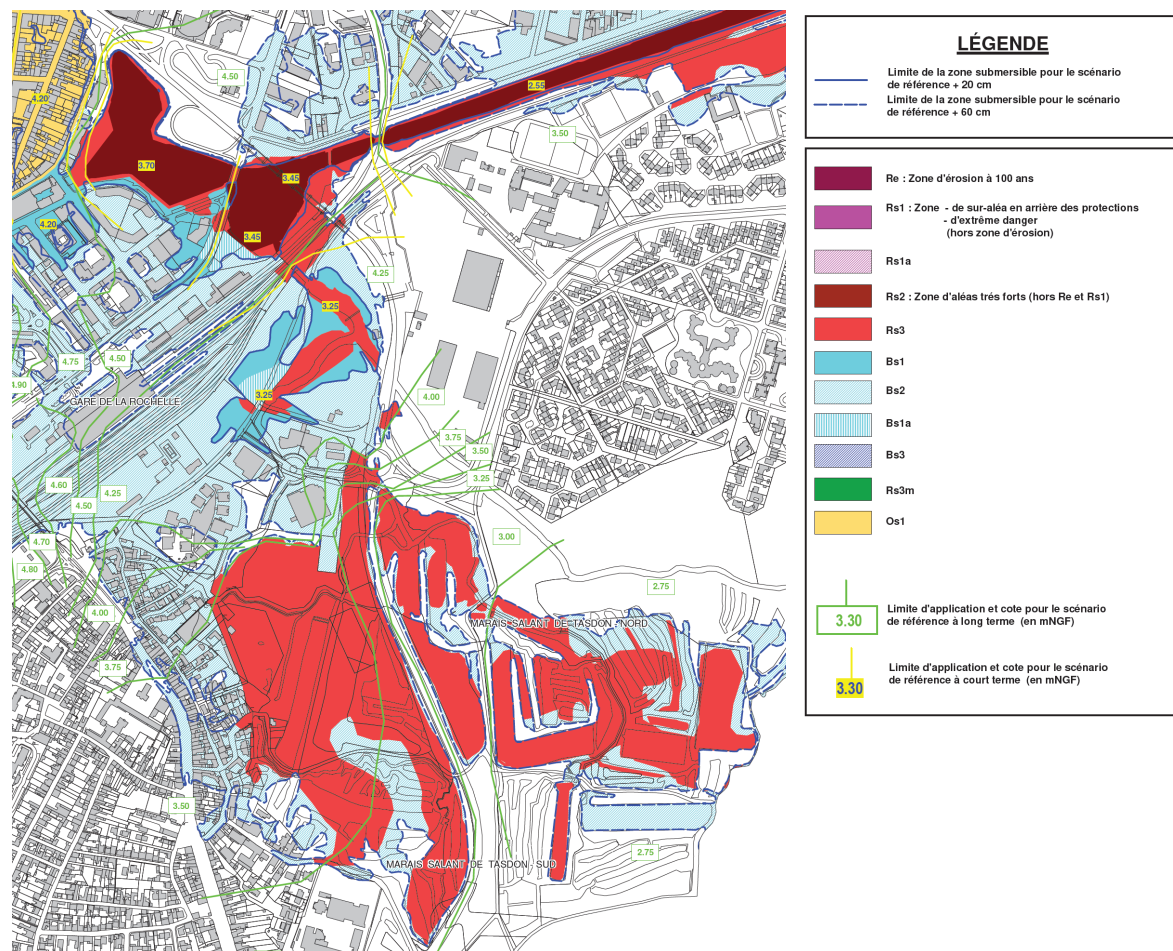 4.20
4.50
2.55
3.50
3.70
3.45
4.20
3.45
4.25
3.25
4.50
4.75
4.90
GARE DE LA ROCHELLE
3.25
4.00
3.75
3.50
3.25
4.60
4.25
4.50
4.70
3.00
4.80
2.75
4.00
MARAIS SALANT DE TASDON - NORD
3.75
3.50
2.75
MARAIS SALANT DE TASDON - SUD
LÉGENDE
Limite de la zone submersible pour le scénario
de référence + 20 cm
Limite de la zone submersible pour le scénario
de référence + 60 cm
Re : Zone d'érosion à 100 ans
Rs1 : Zone - de sur-aléa en arrière des protections
- d'extrême danger
(hors zone d'érosion)
Rs1a
Rs2 : Zone d'aléas trés forts (hors Re et Rs1)
Rs3
Bs1
Bs2
Bs1a
Bs3
Rs3m
Os1
3.30
Limite d'application et cote pour le scénario
de référence à long terme (en mNGF)
3.30
Limite d'application et cote pour le scénario
de référence à court terme (en mNGF)